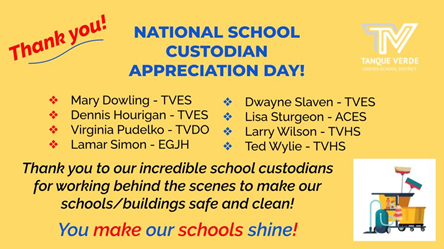 Thank you!
NATIONAL SCHOOL
CUSTODIAN
APPRECIATION DAY!
TV
TANQUE VERDE
UNIFIED SCHOOL DISTRICT
Mary Dowling - TVES
Dennis Hourigan - TVES
Virginia Pudelko - TVDO
Lamar Simon - EGJH
Dwayne Slaven - TVES
Lisa Sturgeon - ACES
Larry Wilson - TVHS
Ted Wylie - TVHS
Thank you to our incredible school custodians
for working behind the scenes to make our
schools/buildings safe and clean!
You make our schools shine!